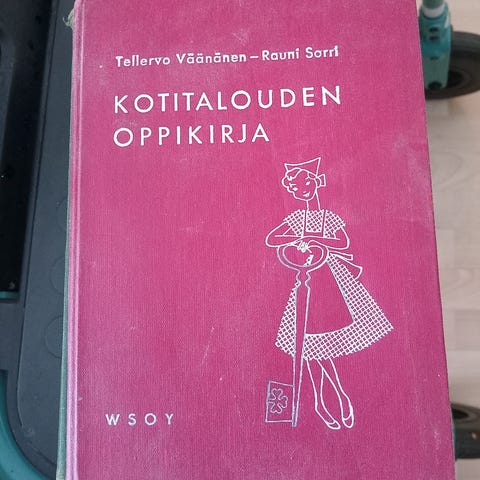 Tellervo Väänänen – Rauni Sorri
KOTITALOUDEN
OPPIKIRJA
WSOY